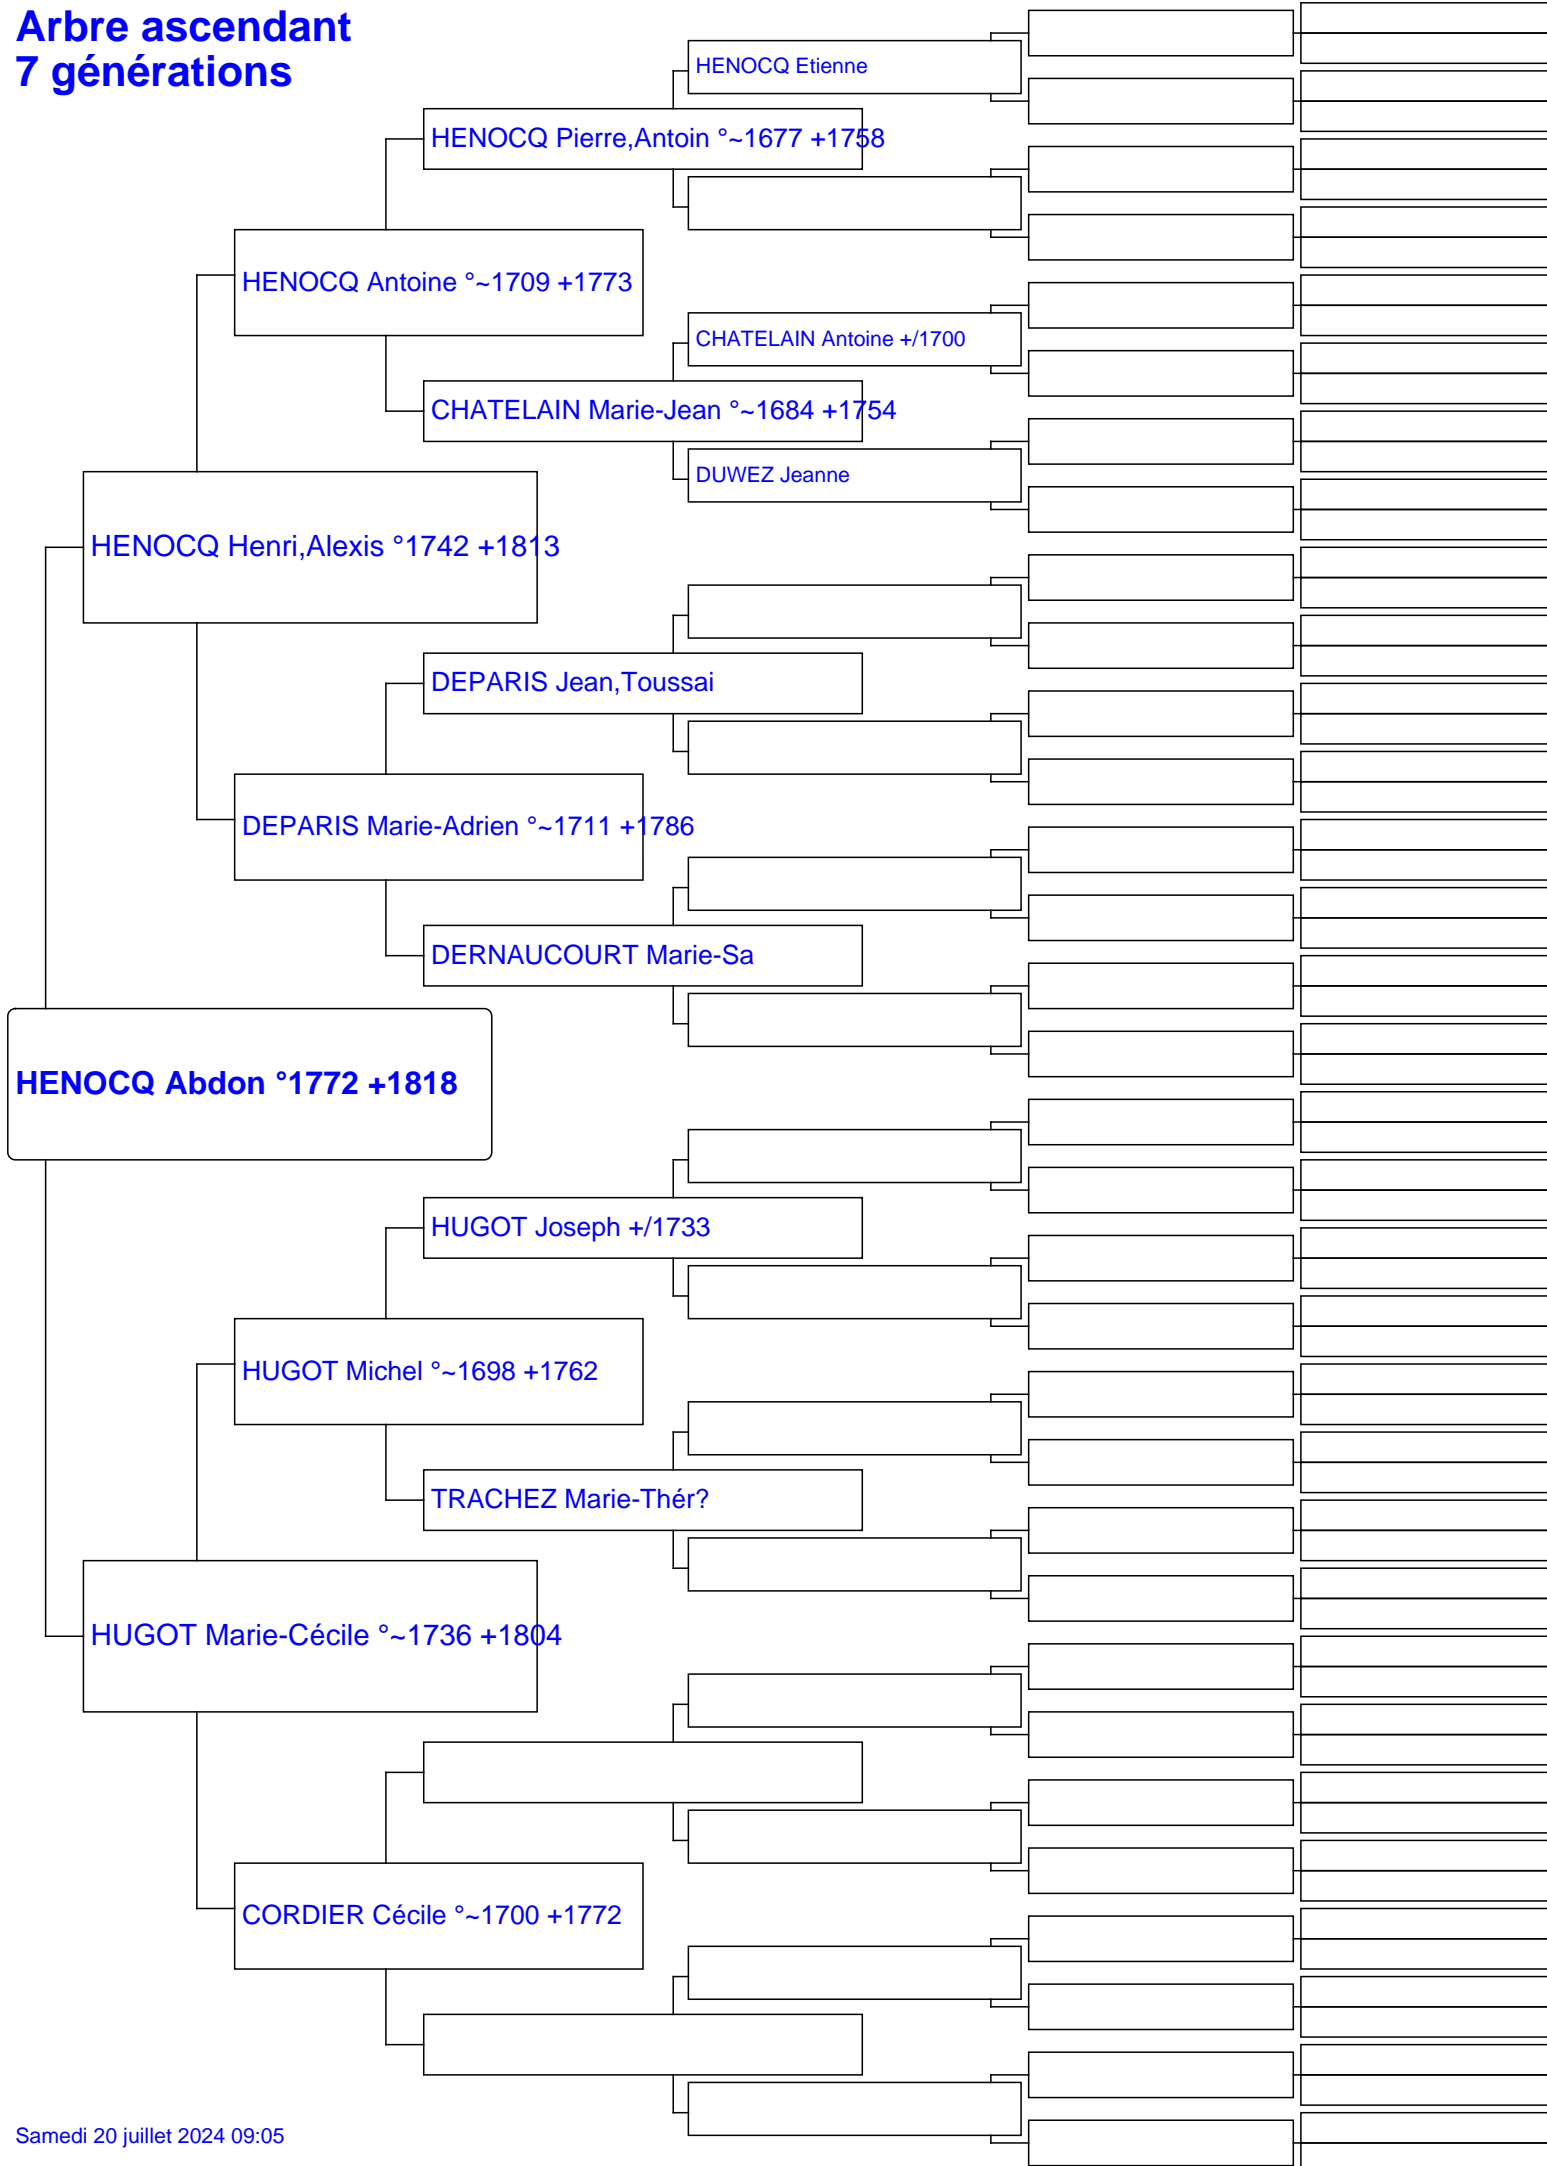 Arbre ascendant
7 générations
HENOCQ Etienne
HENOCQ Pierre,Antoin °~1677 +1758
HENOCQ Antoine °~1709 +1773
CHATELAIN Antoine +/1700
CHATELAIN Marie-Jean °~1684 +1754
DUWEZ Jeanne
HENOCQ Henri,Alexis °1742 +1813
DEPARIS Jean,Toussai
DEPARIS Marie-Adrien °~1711 +1786
DERNAUCOURT Marie-Sa
HENOCQ Abdon °1772 +1818
HUGOT Joseph +/1733
HUGOT Michel °~1698 +1762
TRACHEZ Marie-Thér?
HUGOT Marie-Cécile °~1736 +1804
CORDIER Cécile °~1700 +1772
Samedi 20 juillet 2024 09:05